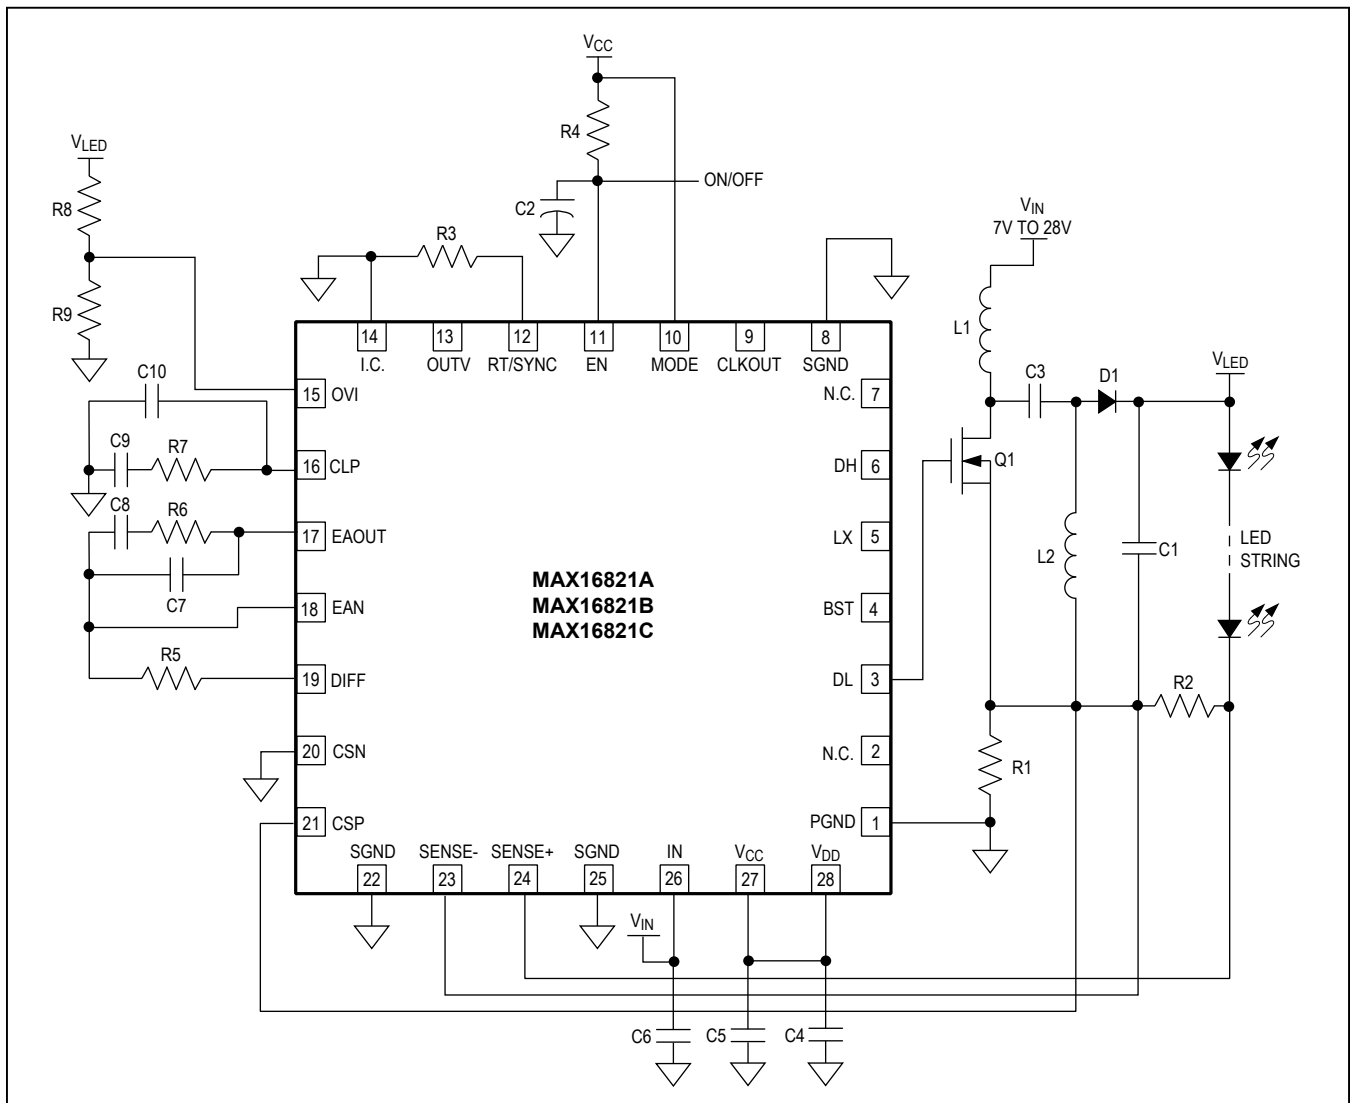 VCC
R4
ON/OFF
C2
VLED
R8
R9
R3
VIN
7V TO 28V
L1
14
13
12
11
10
9
8
I.C.
OUTV
RT/SYNC
EN
MODE
CLKOUT
SGND
C10
15
OVI
N.C.
7
C3
D1
VLED
C9
R7
16
CLP
DH
6
Q1
C8
R6
17
EAOUT
LX
5
L2
C1
LED
STRING
C7
MAX16821A
MAX16821B
MAX16821C
18
EAN
BST
4
R5
19
DIFF
DL
3
R2
20
CSN
N.C.
2
R1
21
CSP
PGND
1
SGND
SENSE-
SENSE+
SGND
IN
VCC
VDD
22
23
24
25
26
27
28
VIN
C6
C5
C4